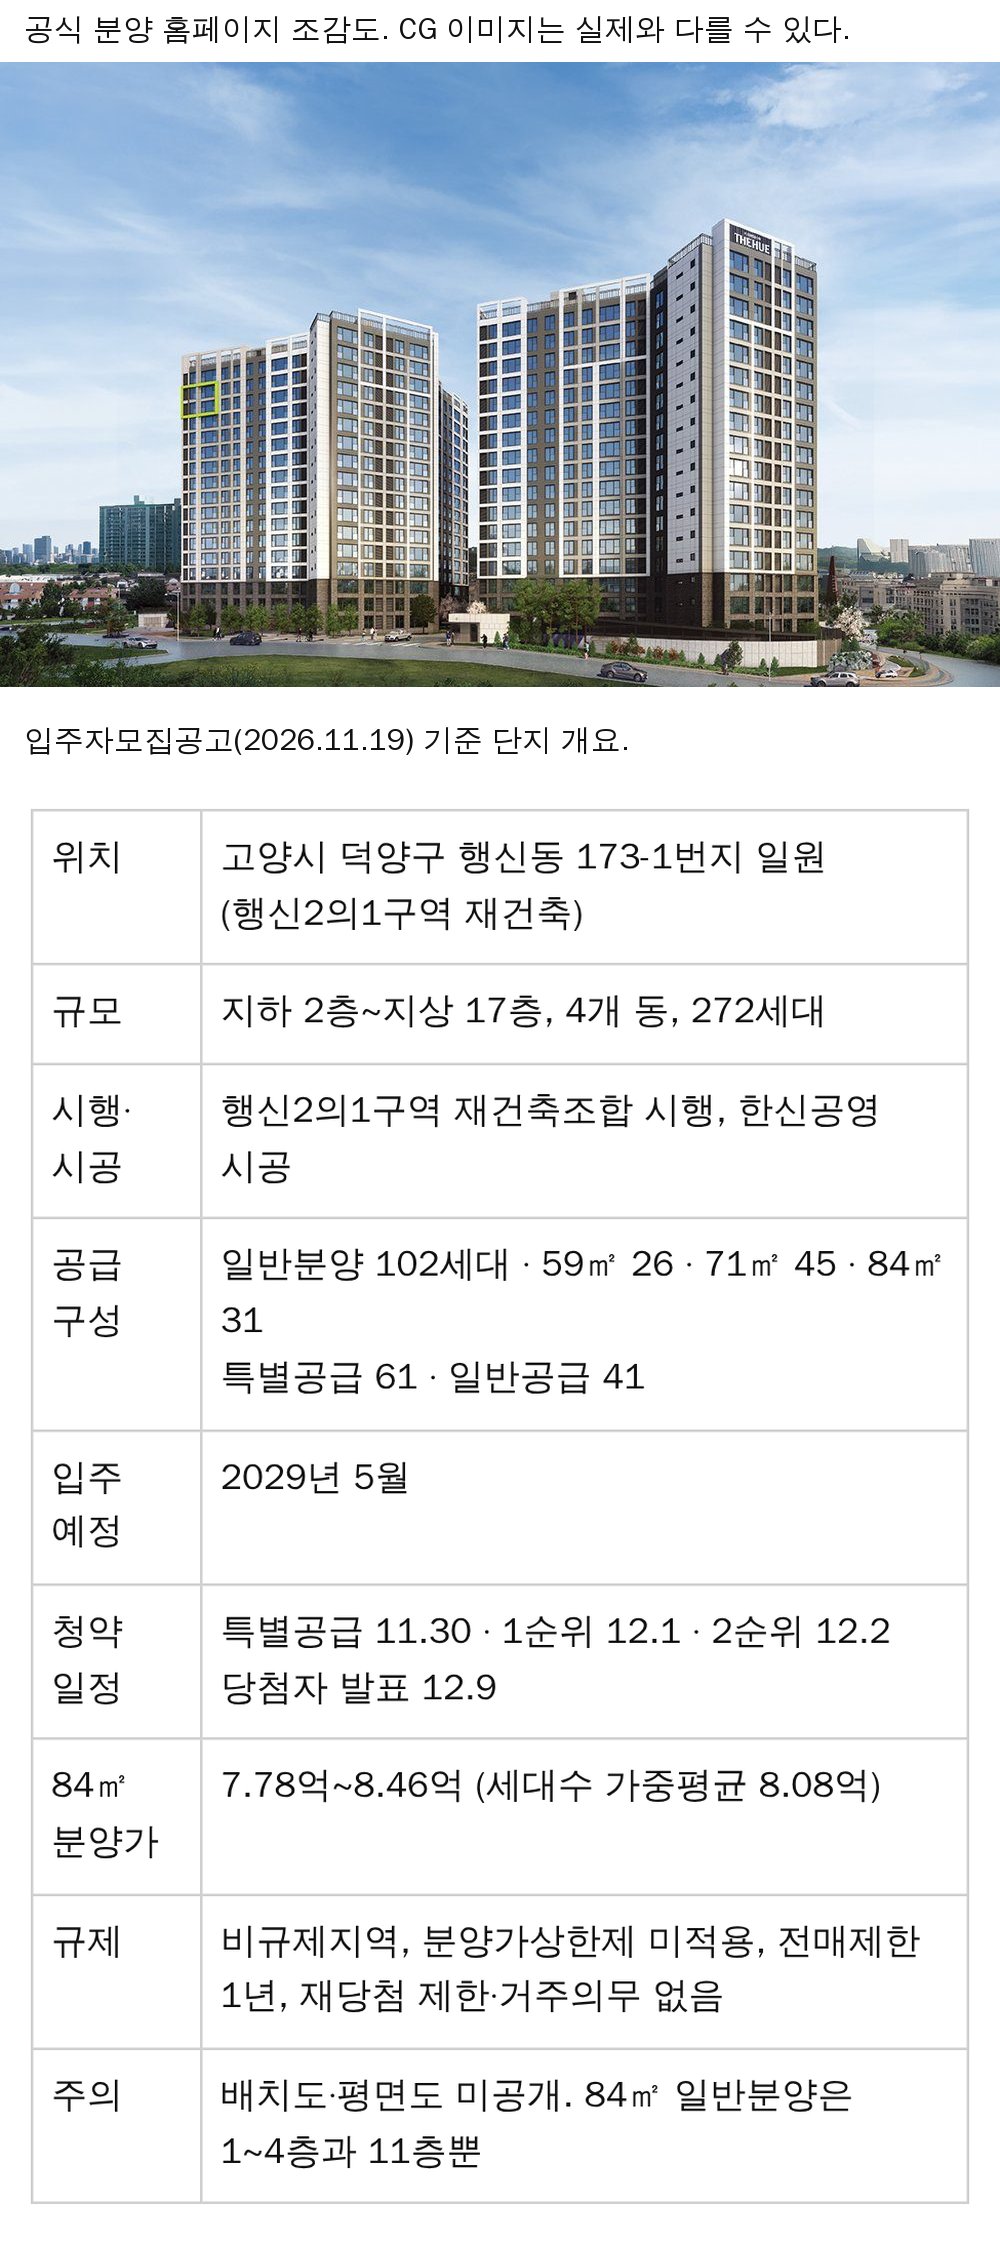 공식 분양 홈페이지 조감도. CG 이미지는 실제와 다를 수 있다.
THEHUE
입주자모집공고(2026.11.19) 기준 단지 개요.
위치
고양시 덕양구 행신동 173-1번지 일원
(행신2의1구역 재건축)
규모
지하 2층~지상 17층, 4개 동, 272세대
시행·
시공
행신2의1구역 재건축조합 시행, 한신공영
시공
공급
구성
일반분양 102세대 · 59㎡ 26 · 71㎡ 45 · 84㎡
31
특별공급 61 · 일반공급 41
입주
예정
2029년 5월
청약
일정
특별공급 11.30 · 1순위 12.1 · 2순위 12.2
당첨자 발표 12.9
84㎡
분양가
7.78억~8.46억 (세대수 가중평균 8.08억)
규제
비규제지역, 분양가상한제 미적용, 전매제한
1년, 재당첨 제한·거주의무 없음
주의
배치도·평면도 미공개. 84㎡ 일반분양은
1~4층과 11층뿐